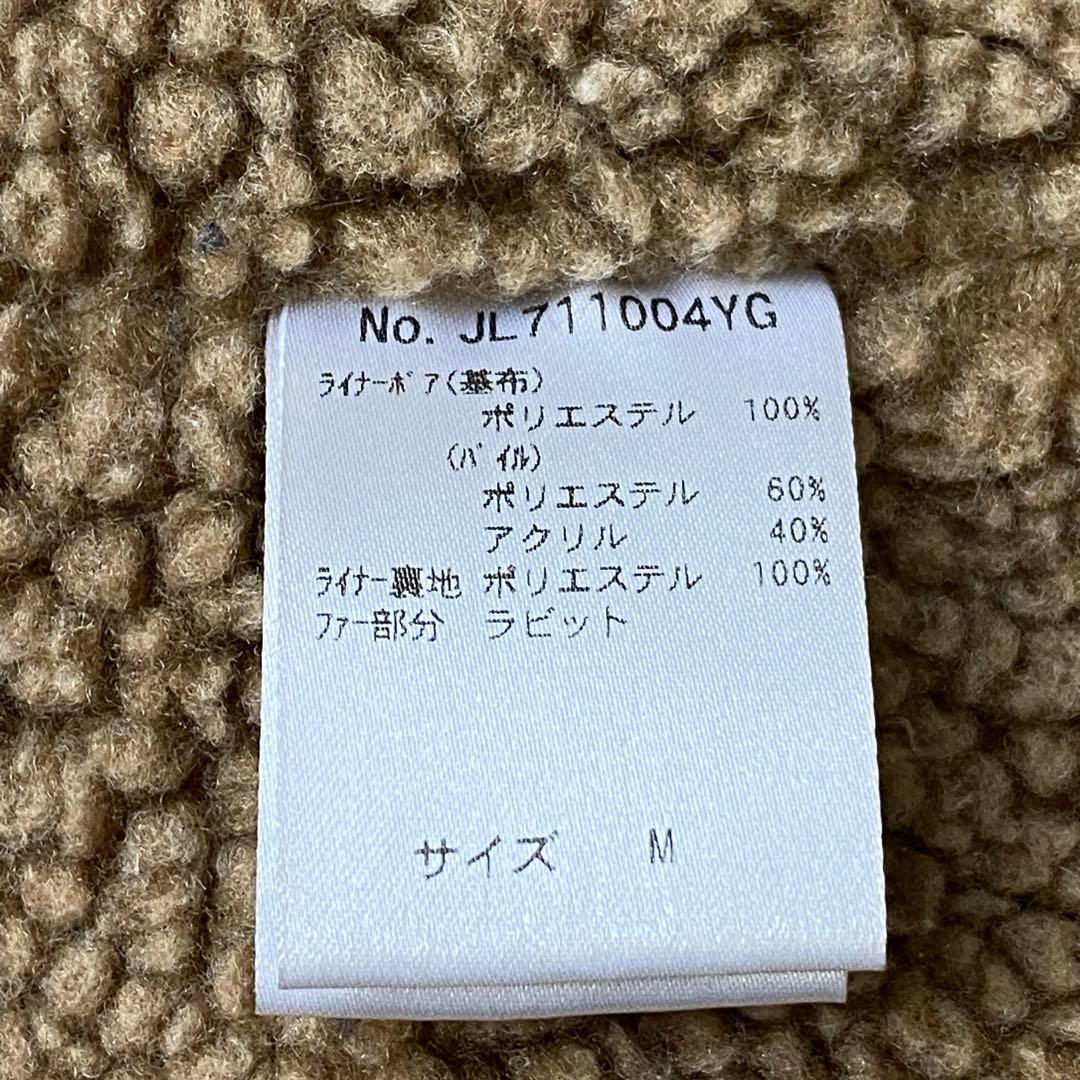 No. JL711004YG
ﾗｲﾅｰﾎﾞｱ(基布)
ポリエステル 100%
(ﾊﾟｲﾙ)
ポリエステル 60%
アクリル 40%
ﾗｲﾅｰ裏地 ポリエステル 100%
ﾌｧｰ部分 ラビット
サイズ M